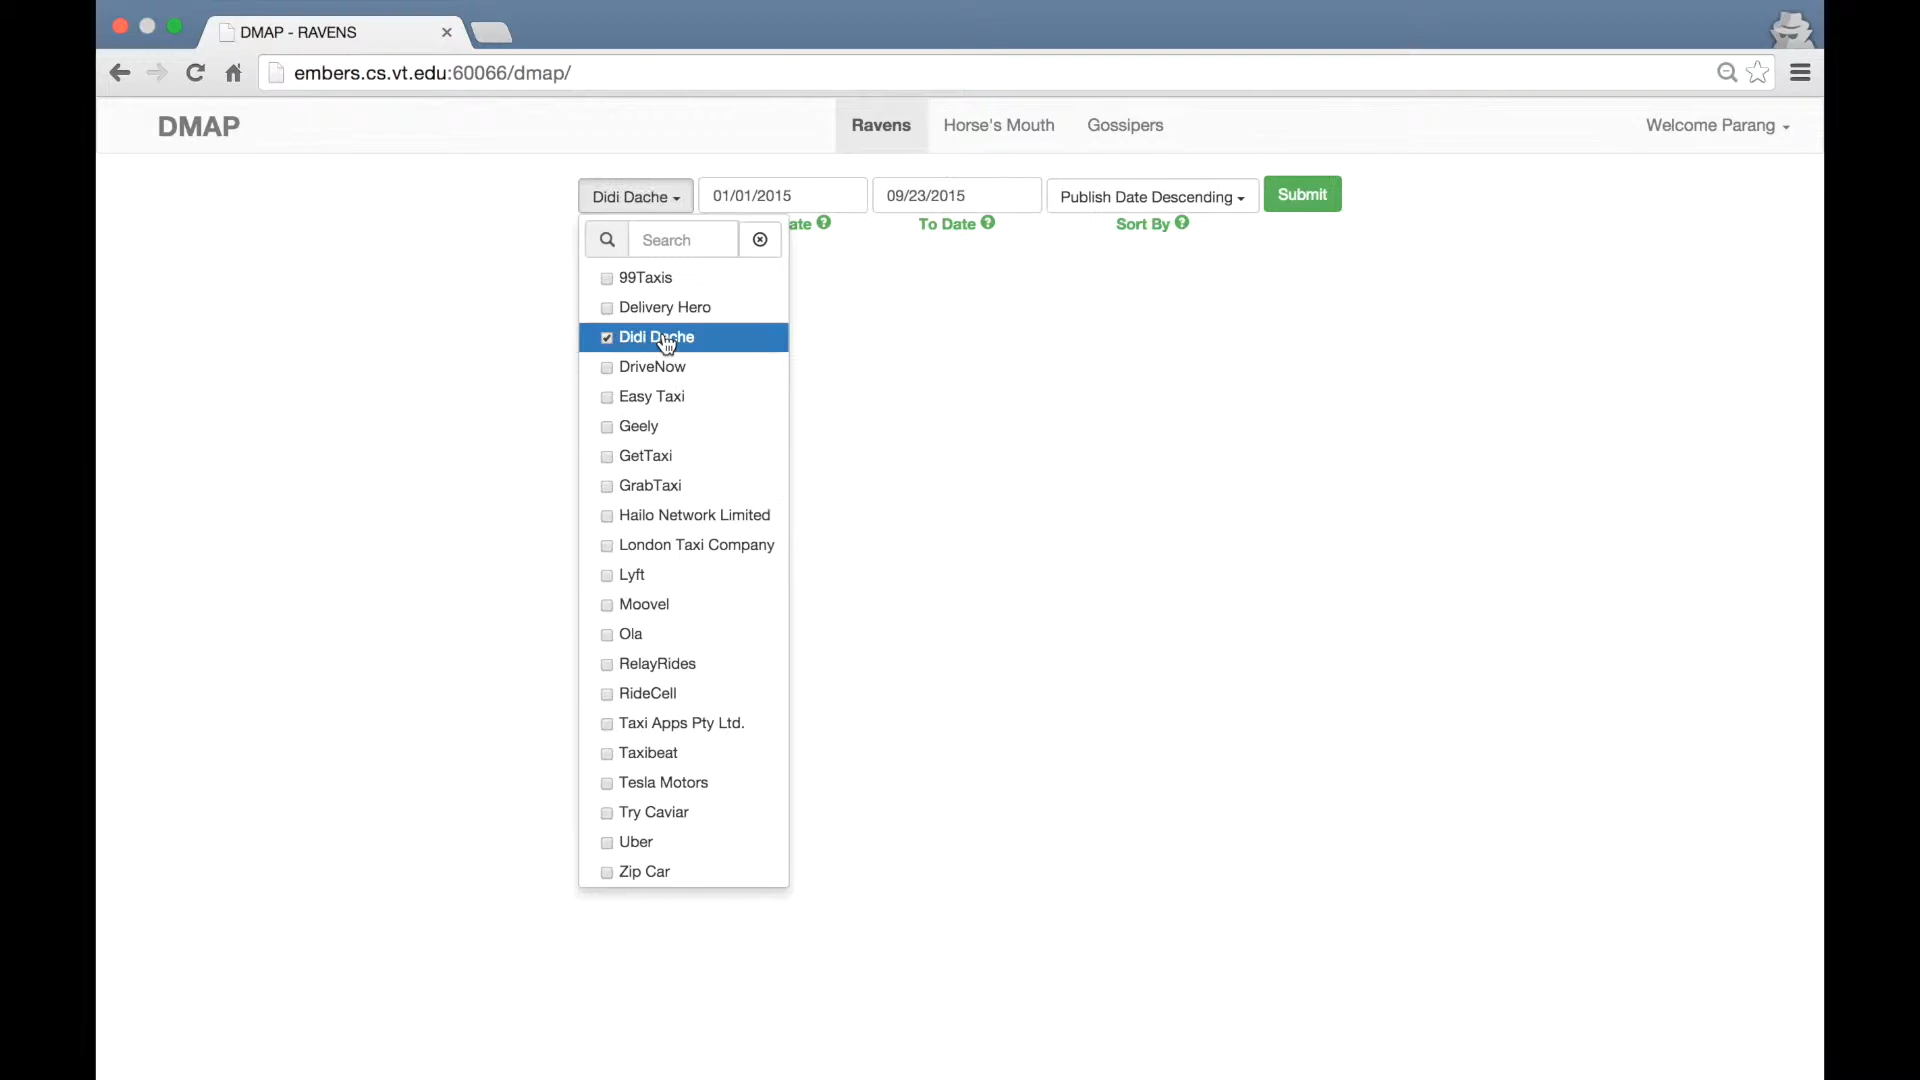 DMAP - RAVENS
embers.cs.vt.edu:60066/dmap/
DMAP Ravens Horse's Mouth Gossipers Welcome Parang
Didi Dache 01/01/2015 09/23/2015 Publish Date Descending Submit
ate To Date Sort By
Search
99Taxis
Delivery Hero
Didi Dache
DriveNow
Easy Taxi
Geely
GetTaxi
GrabTaxi
Hailo Network Limited
London Taxi Company
Lyft
Moovel
Ola
RelayRides
RideCell
Taxi Apps Pty Ltd.
Taxibeat
Tesla Motors
Try Caviar
Uber
Zip Car